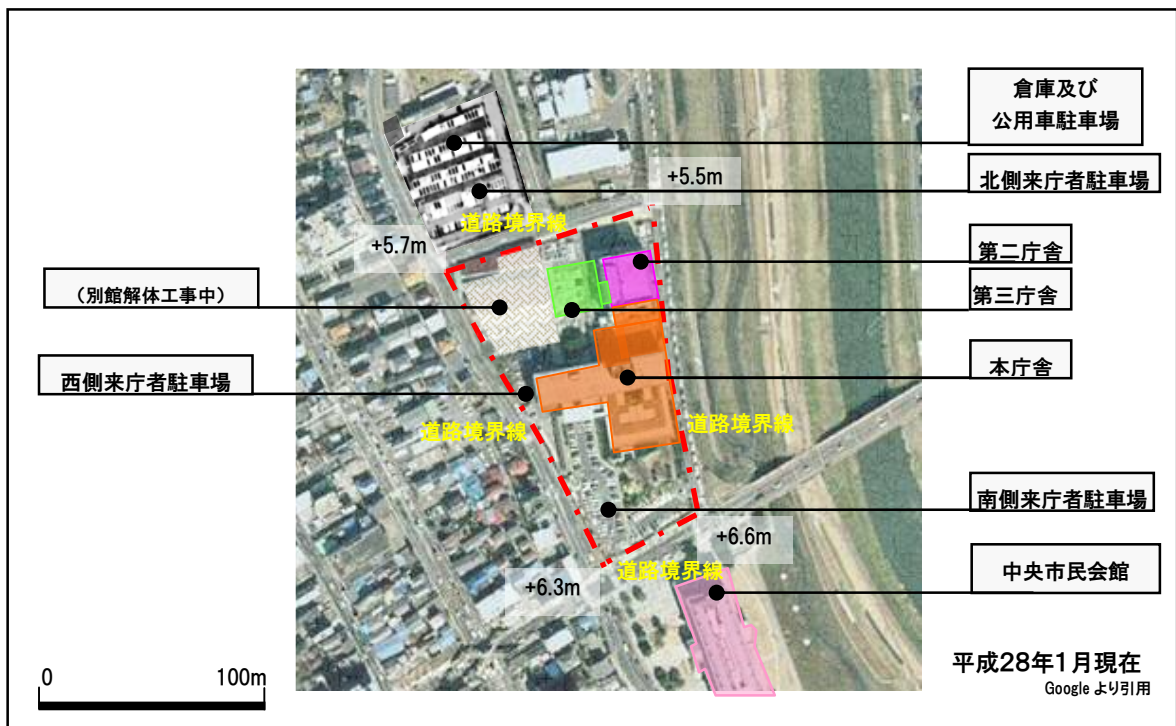 倉庫及び
公用車駐車場
+5.5m
北側来庁者駐車場
道路境界線
+5.7m
第二庁舎
(別館解体工事中)
第三庁舎
本庁舎
西側来庁者駐車場
道路境界線
道路境界線
南側来庁者駐車場
+6.6m
道路境界線
中央市民会館
+6.3m
平成28年1月現在
0
100m
Google より引用